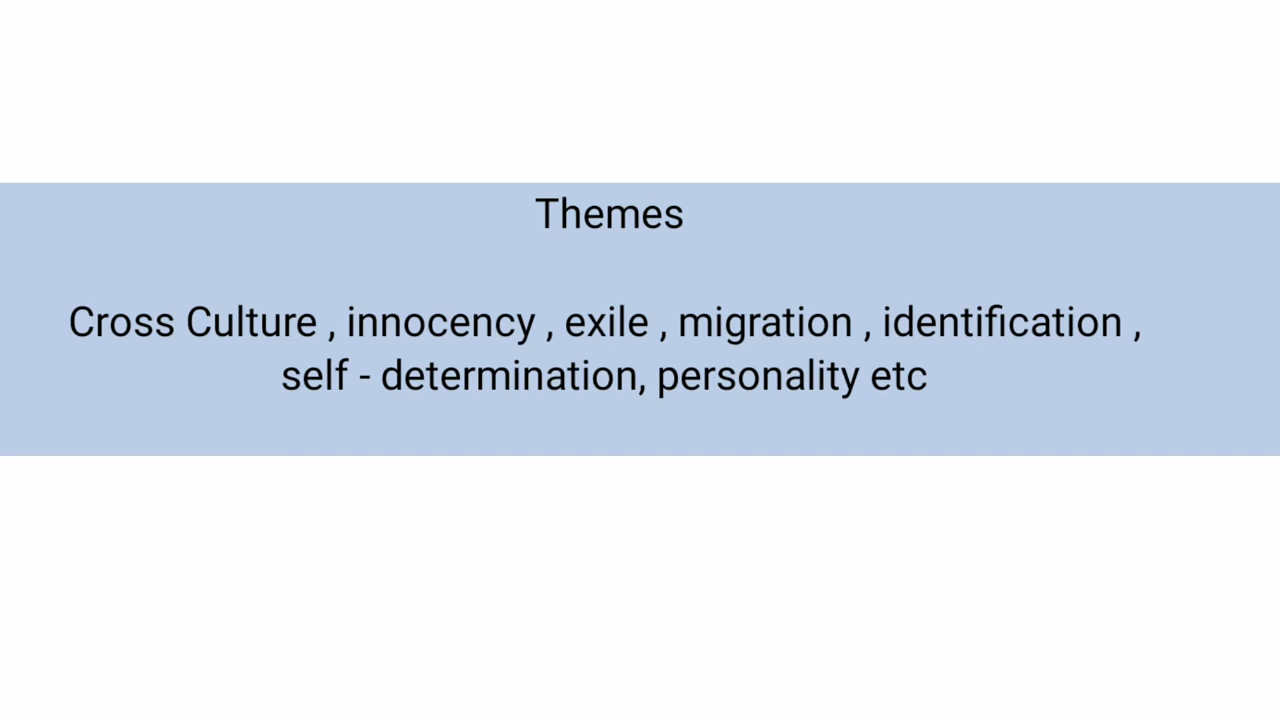 Themes
Cross Culture , innocency , exile , migration , identification ,
self - determination, personality etc